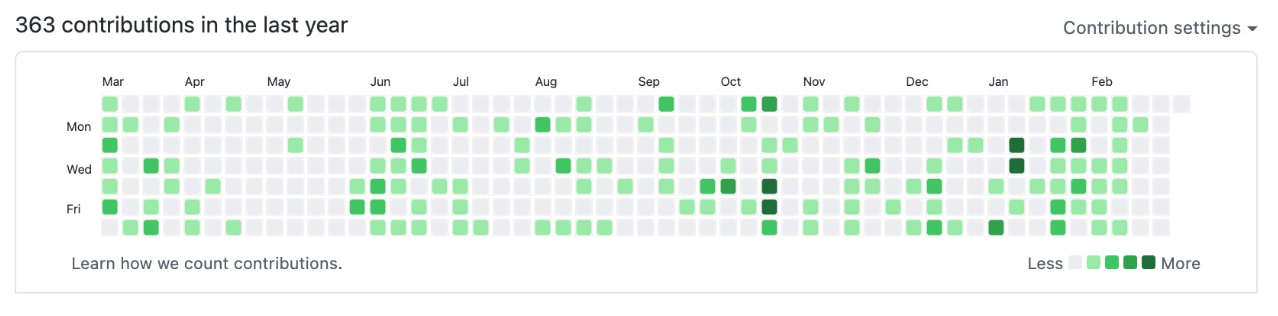 363 contributions in the last year
Contribution settings
Mar Apr May Jun Jul Aug Sep Oct Nov Dec Jan Feb
Mon
Wed
Fri
Learn how we count contributions.
Less More